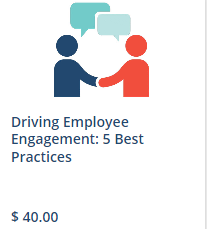 Driving Employee
Engagement: 5 Best
Practices
$ 40.00